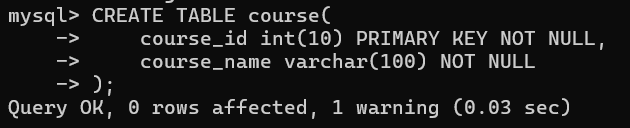 mysql> CREATE TABLE course(
    ->     course_id int(10) PRIMARY KEY NOT NULL,
    ->     course_name varchar(100) NOT NULL
    -> );
Query OK, 0 rows affected, 1 warning (0.03 sec)